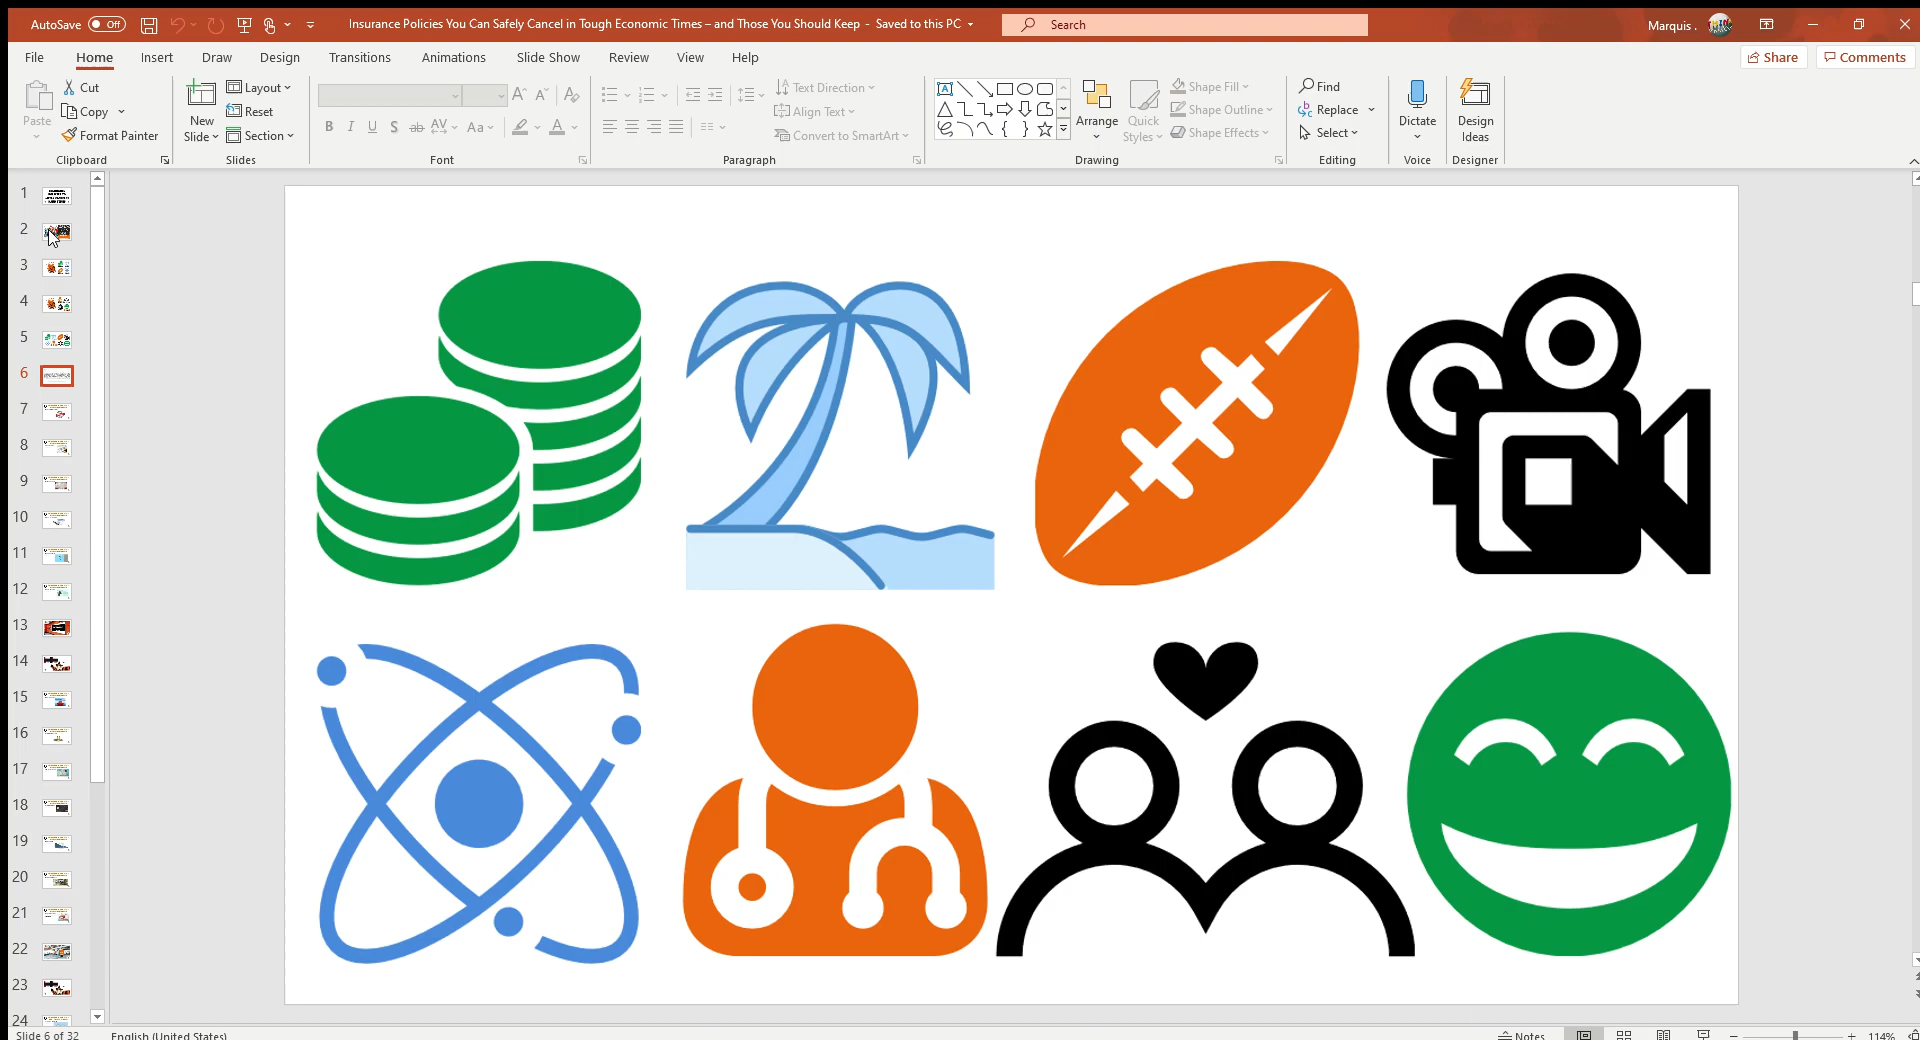 AutoSave Off Insurance Policies You Can Safely Cancel in Tough Economic Times – and Those You Should Keep - Saved to this PC Search Marquis .
File Home Insert Draw Design Transitions Animations Slide Show Review View Help Share Comments
Paste
Cut
Copy
Format Painter
Clipboard
New Slide
Layout
Reset
Section
Slides
B I U S ab AV Aa A
Font
Text Direction
Align Text
Convert to SmartArt
Paragraph
Arrange
Quick Styles
Shape Fill
Shape Outline
Shape Effects
Drawing
Find
Replace
Select
Editing
Dictate
Voice
Design Ideas
Designer
1
2
3
4
5
6
7
8
9
10
11
12
13
14
15
16
17
18
19
20
21
22
23
24
Slide 6 of 32 English (United States) Notes 114%